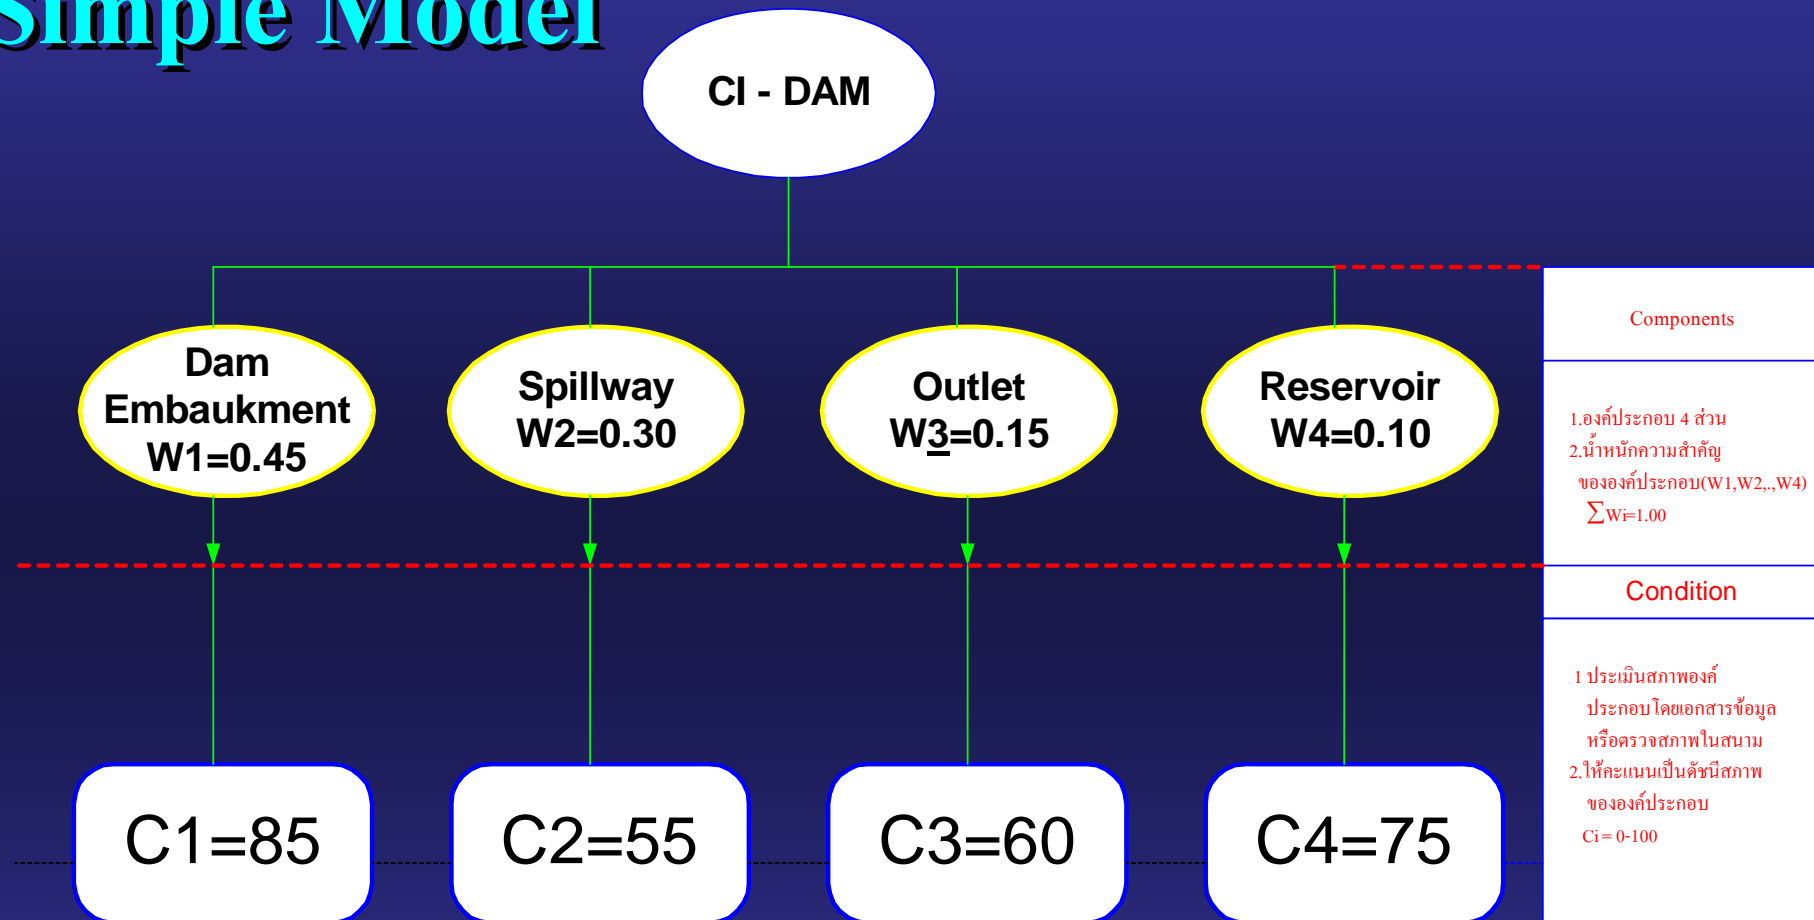 Simple Model
CI - DAM
Dam
Embaukment
W1=0.45
Spillway
W2=0.30
Outlet
W3=0.15
Reservoir
W4=0.10
Components
1.องค์ประกอบ 4 ส่วน
2.น้ำหนักความสำคัญ
ขององค์ประกอบ(W1,W2,.,W4)
∑Wi=1.00
Condition
1 ประเมินสภาพองค์
ประกอบโดยเอกสารข้อมูล
หรือตรวจสภาพในสนาม
2.ให้คะแนนเป็นดัชนีสภาพ
ขององค์ประกอบ
Ci = 0-100
C1=85
C2=55
C3=60
C4=75